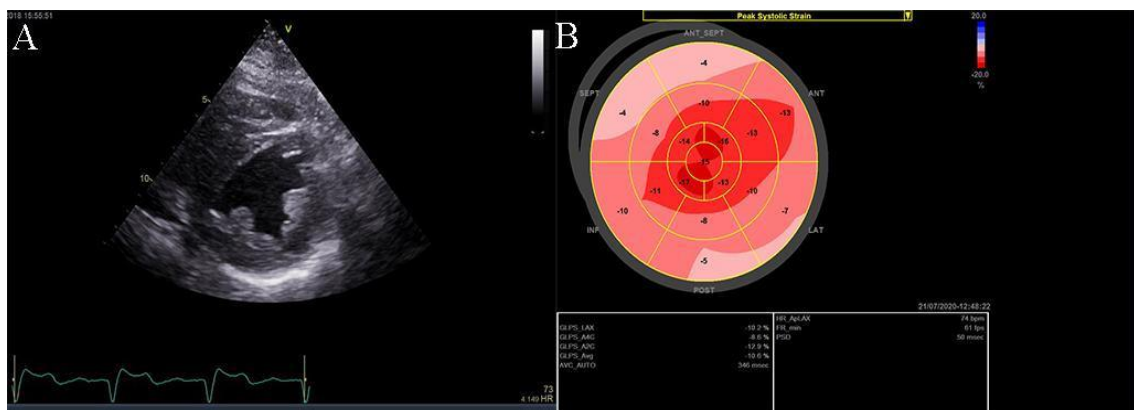 2018 15:55:51
A
V
5
10
73
4.149 HR
B
Peak Systolic Strain
20.0
-20.0
%
ANT_SEPT
SEPT
ANT
INF
LAT
POST
-4
-4
-10
-13
-8
-14
-16
-13
-15
-11
-17
-15
-10
-10
-8
-7
-5
21/07/2020-12:48:22
GLPS_LAX -10.2 %
GLPS_A4C -8.6 %
GLPS_A2C -12.9 %
GLPS_Avg -10.6 %
AVC_AUTO 346 msec
HR_ApLAX 74 bpm
FR_min 61 fps
PSD 50 msec